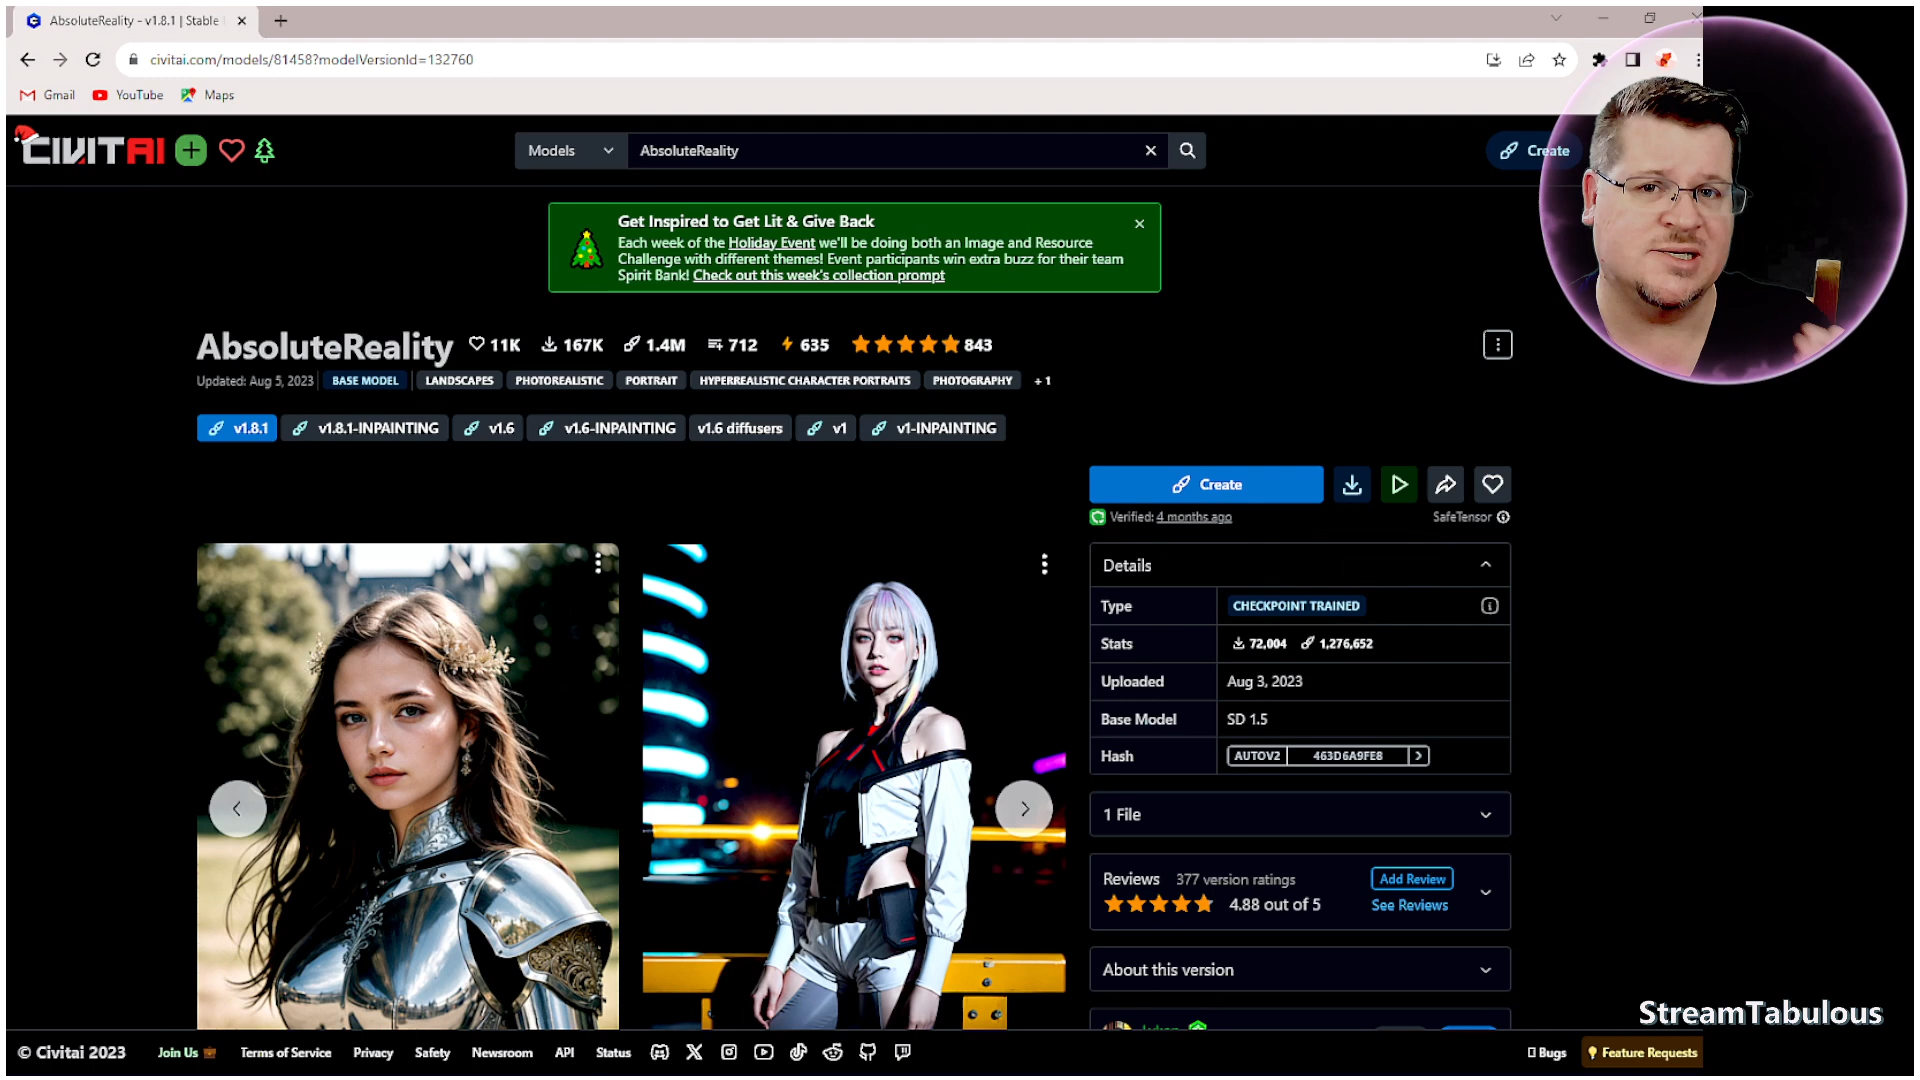 AbsoluteReality - v1.8.1 | Stable
civitai.com/models/81458?modelVersionId=132760
Gmail YouTube Maps
CIVITAI
Models AbsoluteReality
Create
Get Inspired to Get Lit & Give Back
Each week of the Holiday Event we'll be doing both an Image and Resource
Challenge with different themes! Event participants win extra buzz for their team
Spirit Bank! Check out this week's collection prompt
AbsoluteReality 11K 167K 1.4M 712 635 843
Updated: Aug 5, 2023 BASE MODEL LANDSCAPES PHOTOREALISTIC PORTRAIT HYPERREALISTIC CHARACTER PORTRAITS PHOTOGRAPHY + 1
v1.8.1 v1.8.1-INPAINTING v1.6 v1.6-INPAINTING v1.6 diffusers v1 v1-INPAINTING
Create
Verified: 4 months ago SafeTensor
Details
Type CHECKPOINT TRAINED
Stats 72,004 1,276,652
Uploaded Aug 3, 2023
Base Model SD 1.5
Hash AUTOV2 463D6A9FE8
1 File
Reviews 377 version ratings Add Review
4.88 out of 5 See Reviews
About this version
StreamTabulous
© Civitai 2023 Join Us Terms of Service Privacy Safety Newsroom API Status Bugs Feature Requests